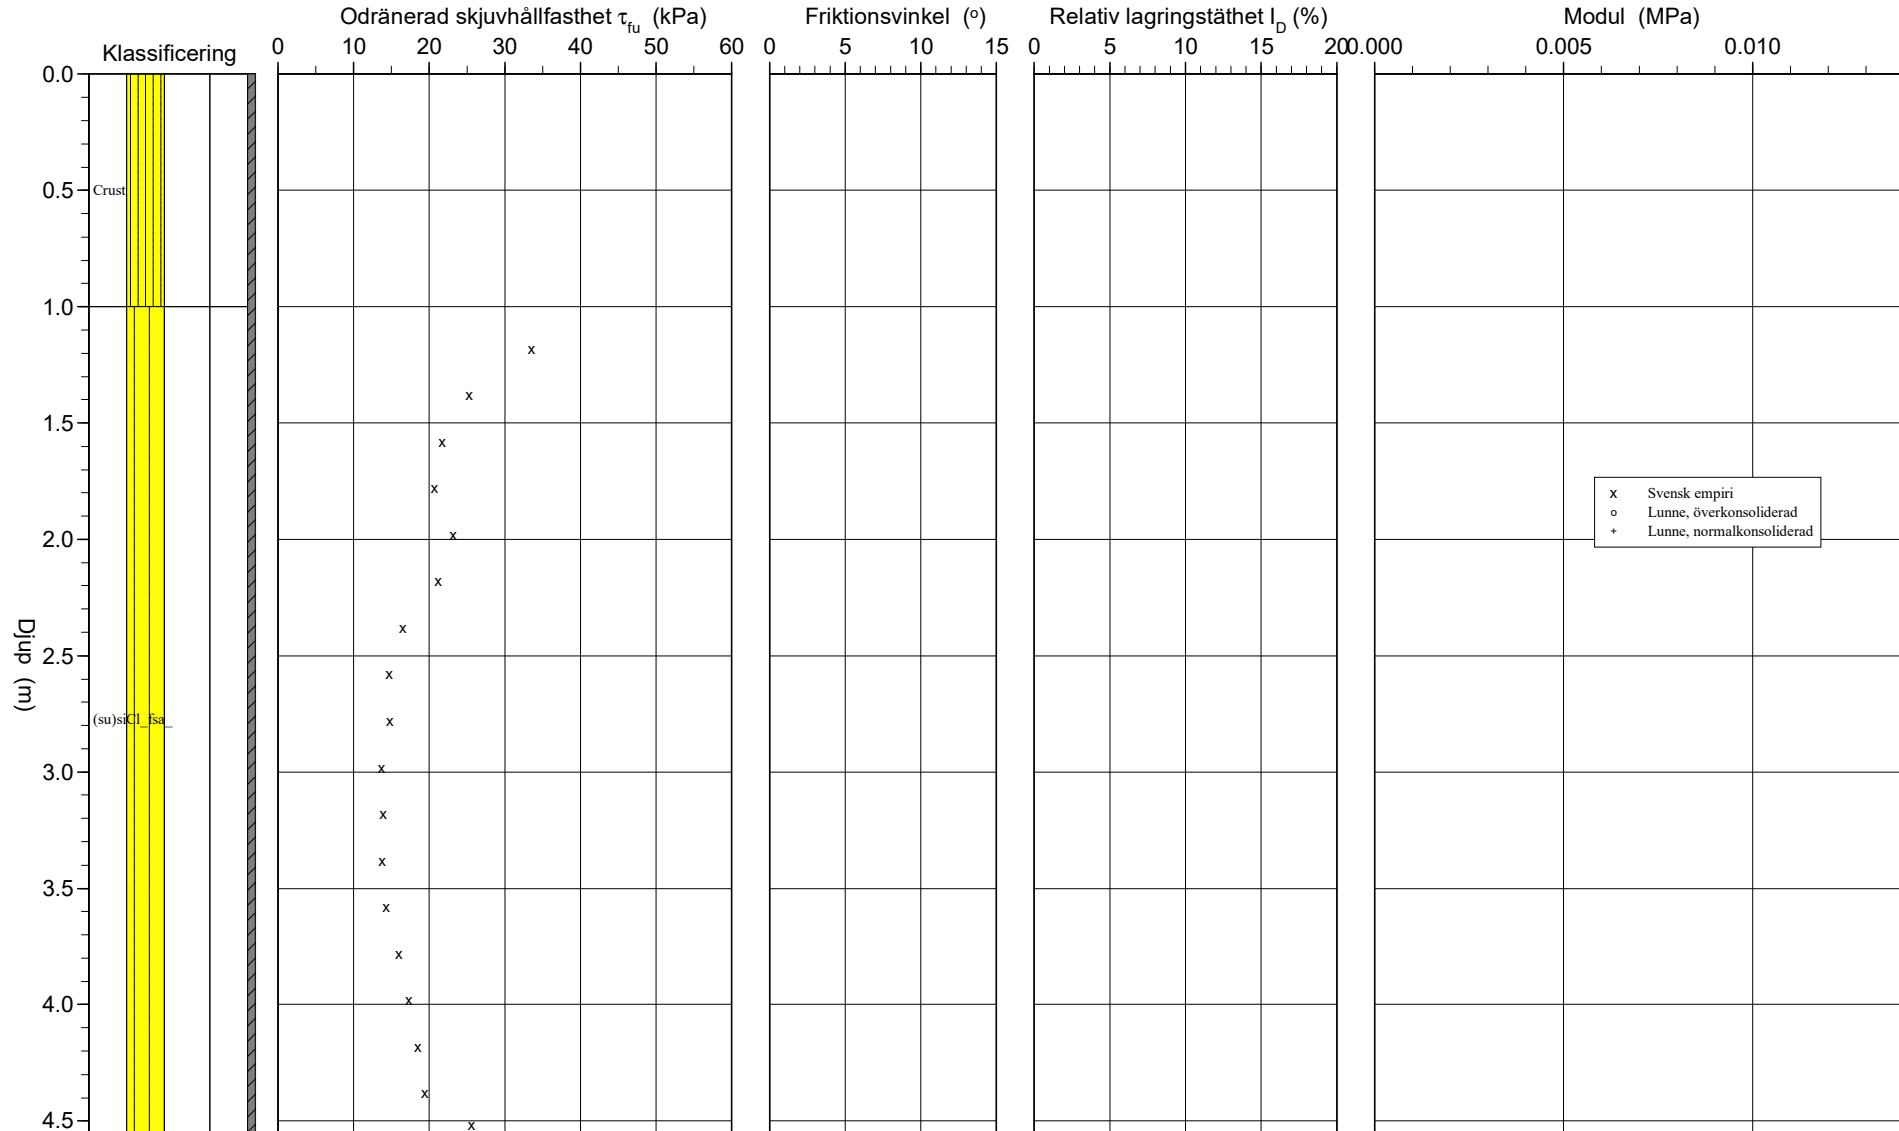 Odränerad skjuvhållfasthet τfu (kPa)
Friktionsvinkel (o)
Relativ lagringstäthet ID (%)
Modul (MPa)
Klassificering
0 10 20 30 40 50 60
0 5 10 15
0 5 10 15 20
0.000 0.005 0.010
0.0
0.5
Crust
1.0
1.5
x Svensk empiri
o Lunne, överkonsoliderad
+ Lunne, normalkonsoliderad
2.0
2.5
Djup (m)
(su)siCl_fsa_
3.0
3.5
4.0
4.5